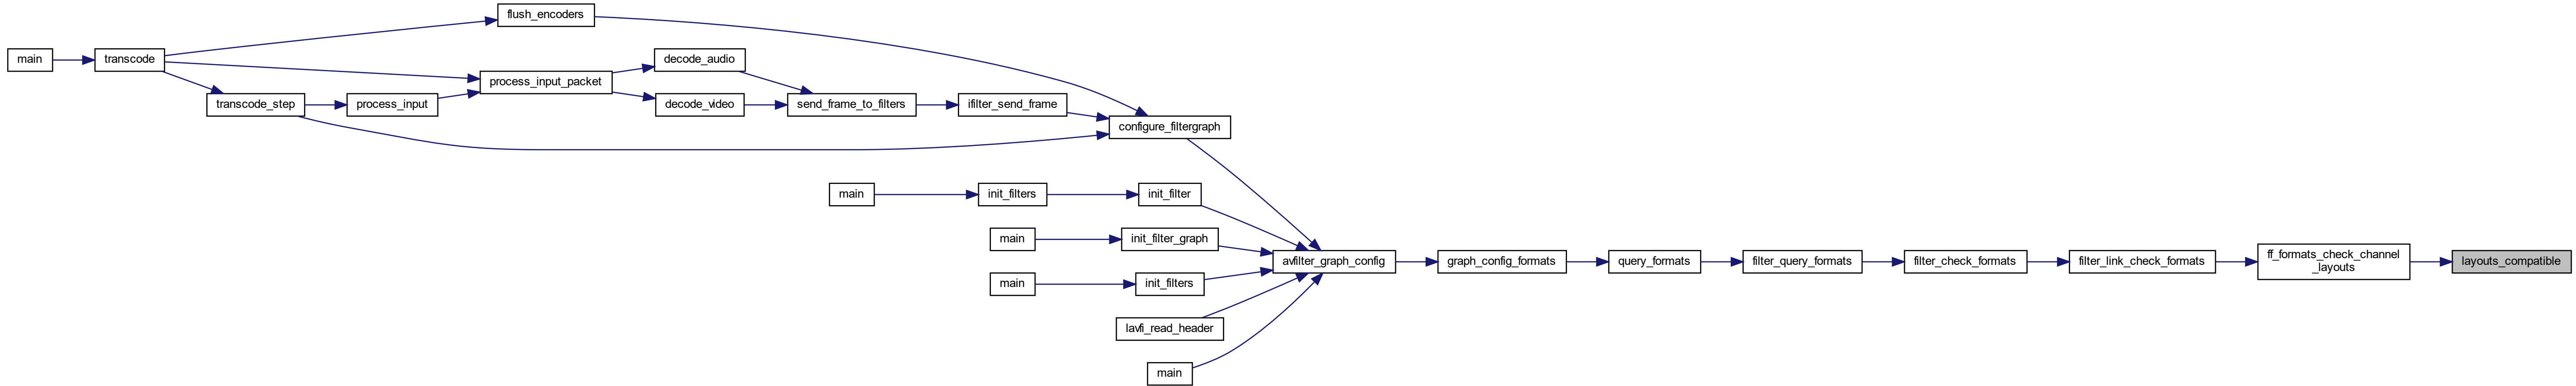 flush_encoders
main
transcode
decode_audio
process_input_packet
transcode_step
process_input
decode_video
send_frame_to_filters
ifilter_send_frame
configure_filtergraph
main
init_filters
init_filter
main
init_filter_graph
avfilter_graph_config
graph_config_formats
query_formats
filter_query_formats
filter_check_formats
filter_link_check_formats
ff_formats_check_channel
_layouts
layouts_compatible
main
init_filters
lavfi_read_header
main